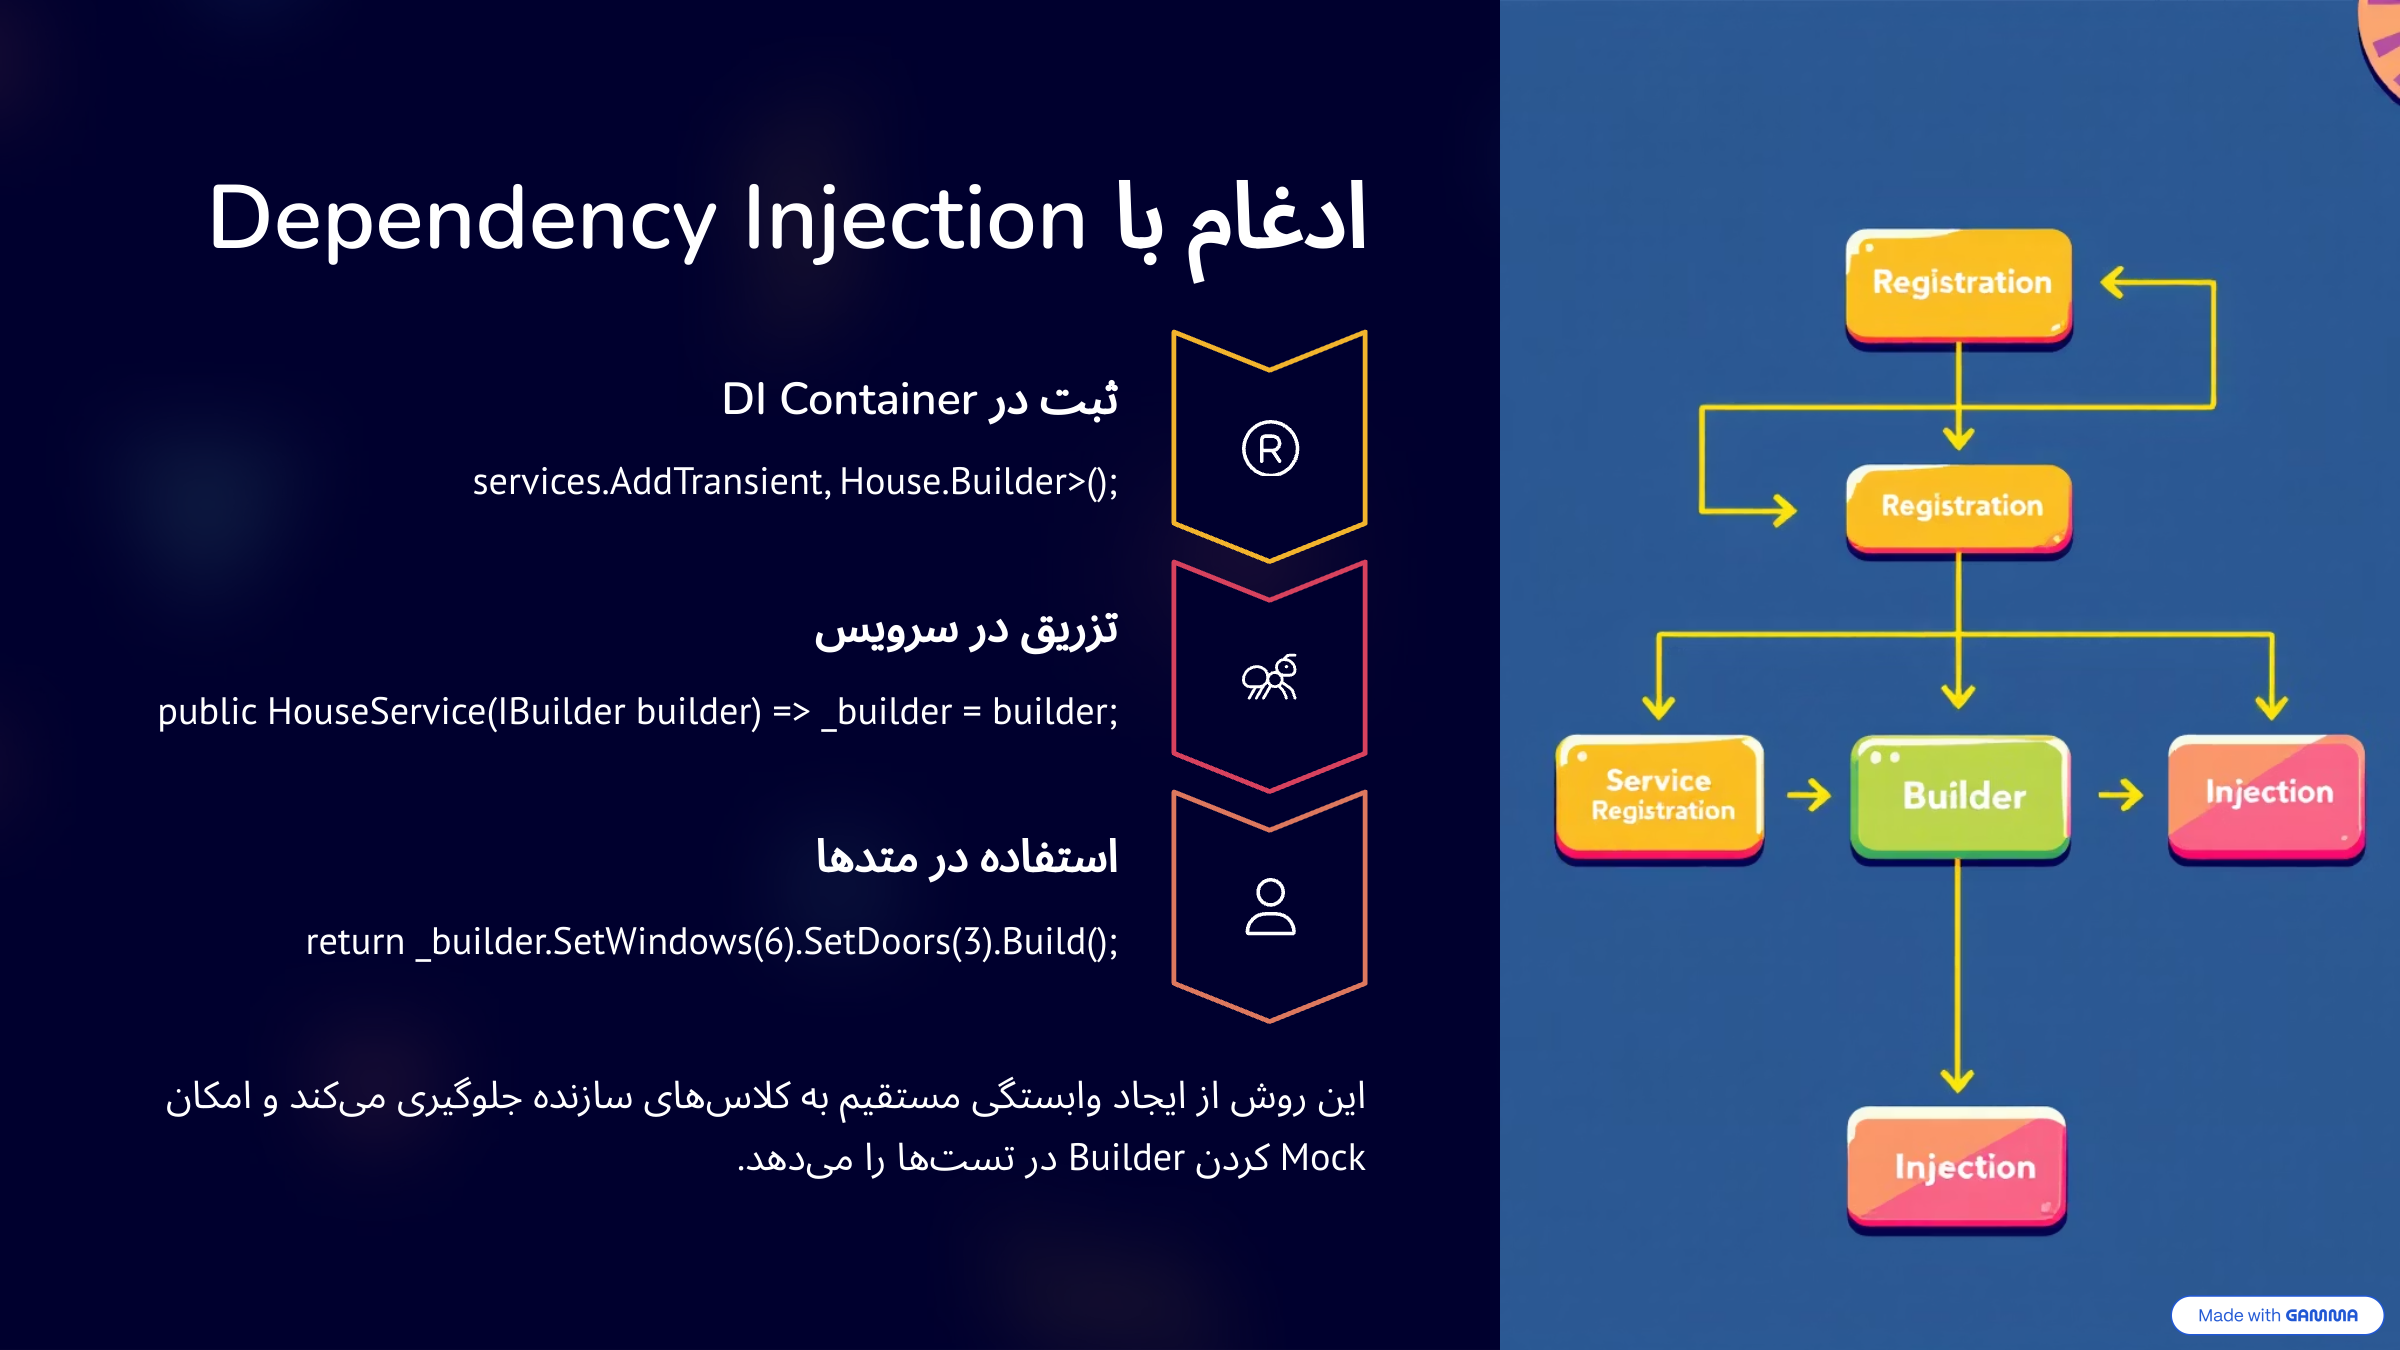 ادغام با Dependency Injection
ثبت در DI Container
services.AddTransient, House.Builder>();
تزریق در سرویس
public HouseService(IBuilder builder) => _builder = builder;
استفاده در متدها
return _builder.SetWindows(6).SetDoors(3).Build();
این روش از ایجاد وابستگی مستقیم به کلاس‌های سازنده جلوگیری می‌کند و امکان
Mock کردن Builder در تست‌ها را می‌دهد.
Registration
Registration
Service
Registration
Builder
Injection
Injection
Made with GAMMA